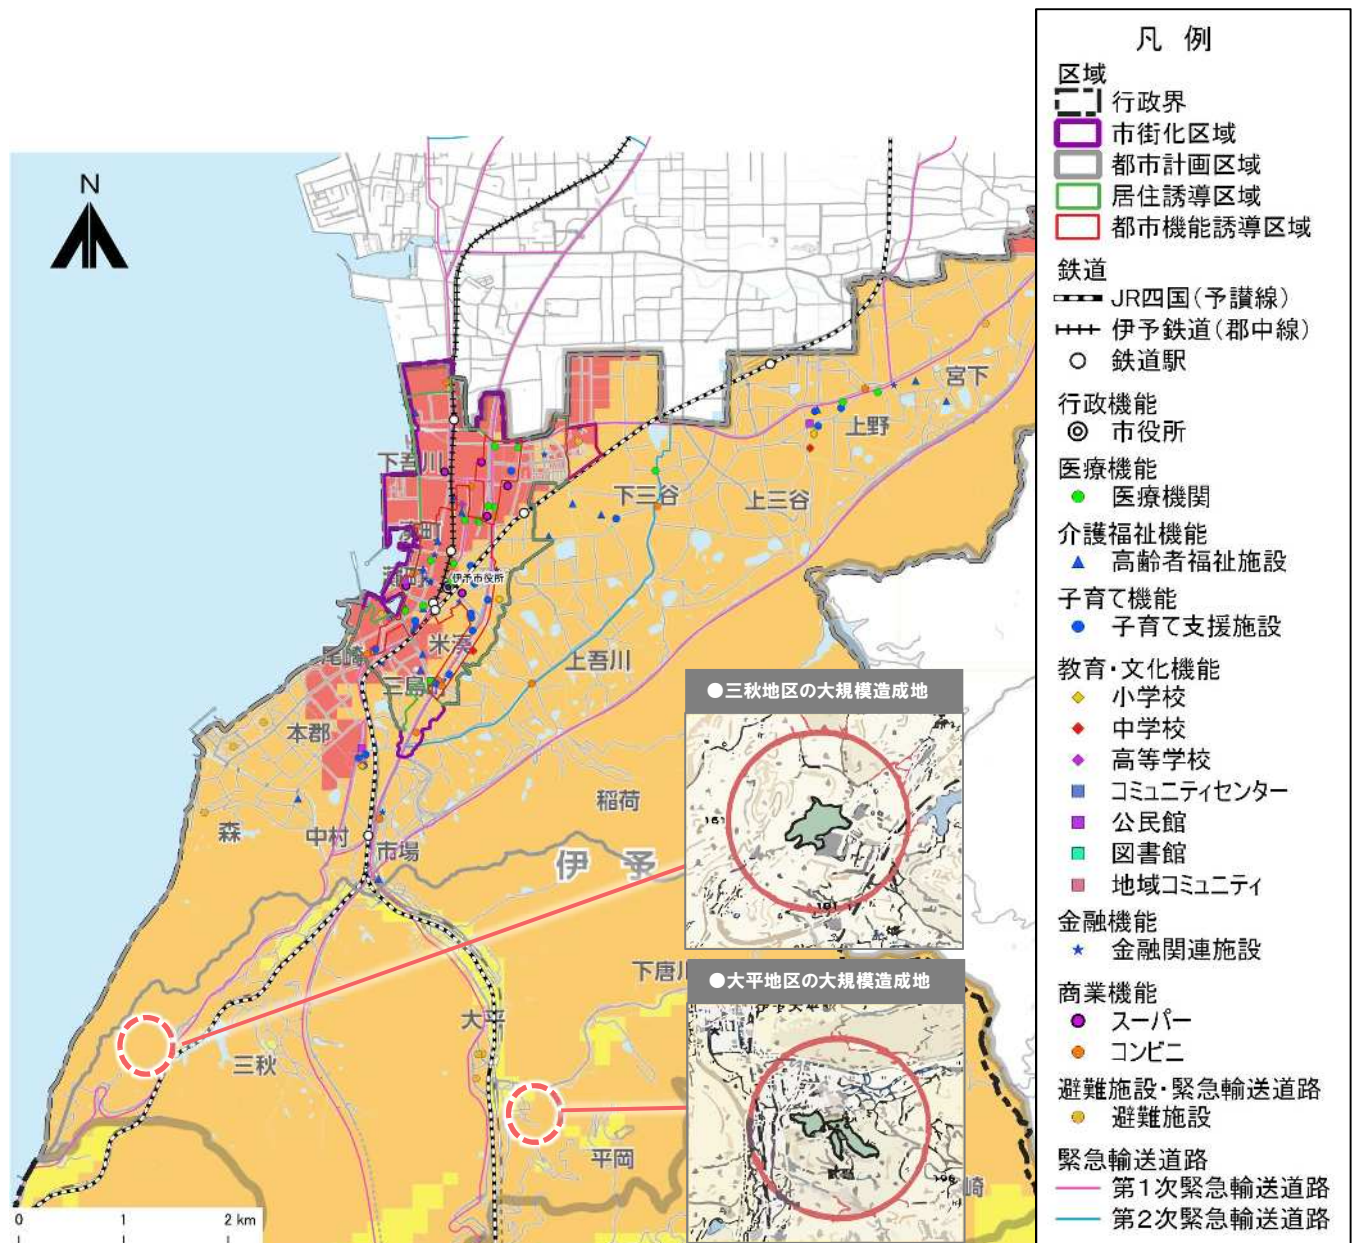 N
下吾川
湊町
灘町
伊予市役所
米湊
尾崎
三島
本郡
森
中村
市場
稲荷
伊予
上吾川
下三谷
上三谷
上野
宮下
下唐川
大平
三秋
平岡
崎
0 1 2 km
●三秋地区の大規模造成地
161
191
●大平地区の大規模造成地
伊予大平駅
凡 例
区域
行政界
市街化区域
都市計画区域
居住誘導区域
都市機能誘導区域
鉄道
JR四国(予讃線)
伊予鉄道(郡中線)
鉄道駅
行政機能
市役所
医療機能
医療機関
介護福祉機能
高齢者福祉施設
子育て機能
子育て支援施設
教育・文化機能
小学校
中学校
高等学校
コミュニティセンター
公民館
図書館
地域コミュニティ
金融機能
金融関連施設
商業機能
スーパー
コンビニ
避難施設・緊急輸送道路
避難施設
緊急輸送道路
第1次緊急輸送道路
第2次緊急輸送道路